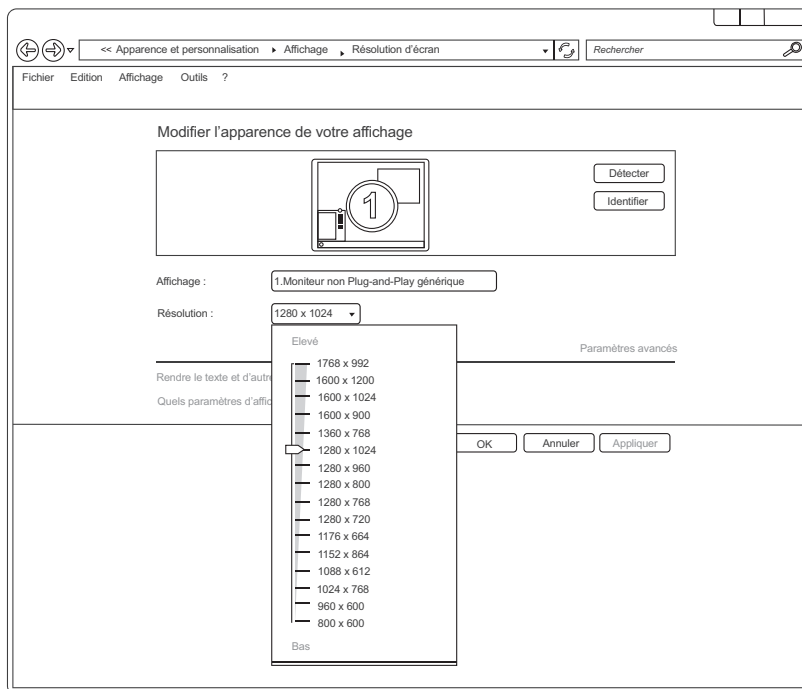 << Apparence et personnalisation Affichage Résolution d'écran Rechercher
Fichier Edition Affichage Outils ?
Modifier l'apparence de votre affichage
1
Détecter
Identifier
Affichage : 1.Moniteur non Plug-and-Play générique
Résolution : 1280 x 1024
Elevé
Paramètres avancés
1768 x 992
Rendre le texte et d'autre
1600 x 1200
1600 x 1024
Quels paramètres d'affic
1600 x 900
1360 x 768
1280 x 1024
OK Annuler Appliquer
1280 x 960
1280 x 800
1280 x 768
1280 x 720
1176 x 664
1152 x 864
1088 x 612
1024 x 768
960 x 600
800 x 600
Bas